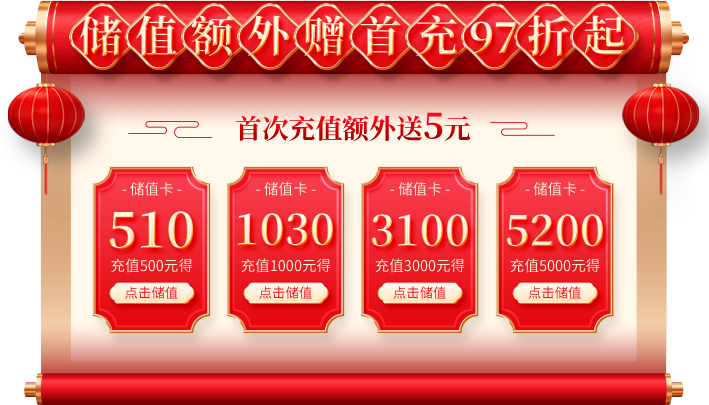 储值额外赠首充97折起
首次充值额外送5元
- 储值卡 -
510
充值500元得
点击储值
- 储值卡 -
1030
充值1000元得
点击储值
- 储值卡 -
3100
充值3000元得
点击储值
- 储值卡 -
5200
充值5000元得
点击储值